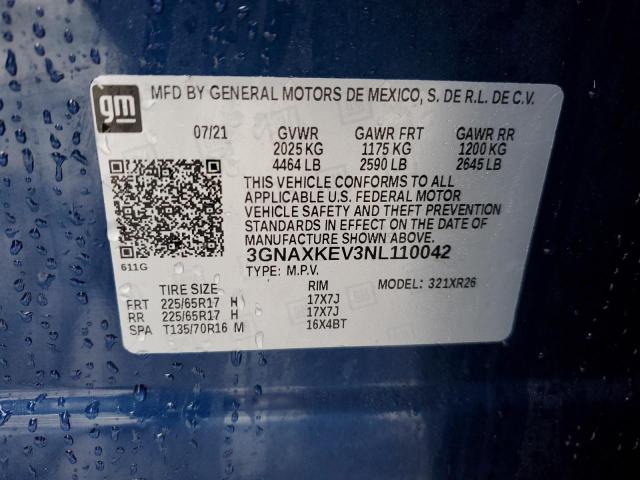 gm
MFD BY GENERAL MOTORS DE MEXICO, S. DE R.L. DE C.V.
07/21 GVWR GAWR FRT GAWR RR
2025 KG 1175 KG 1200 KG
4464 LB 2590 LB 2645 LB
THIS VEHICLE CONFORMS TO ALL
APPLICABLE U.S. FEDERAL MOTOR
VEHICLE SAFETY AND THEFT PREVENTION
STANDARDS IN EFFECT ON THE DATE
OF MANUFACTURE SHOWN ABOVE.
3GNAXKEV3NL110042
611G TYPE: M.P.V.
TIRE SIZE RIM MODEL: 321XR26
FRT 225/65R17 H 17X7J
RR 225/65R17 H 17X7J
SPA T135/70R16 M 16X4BT